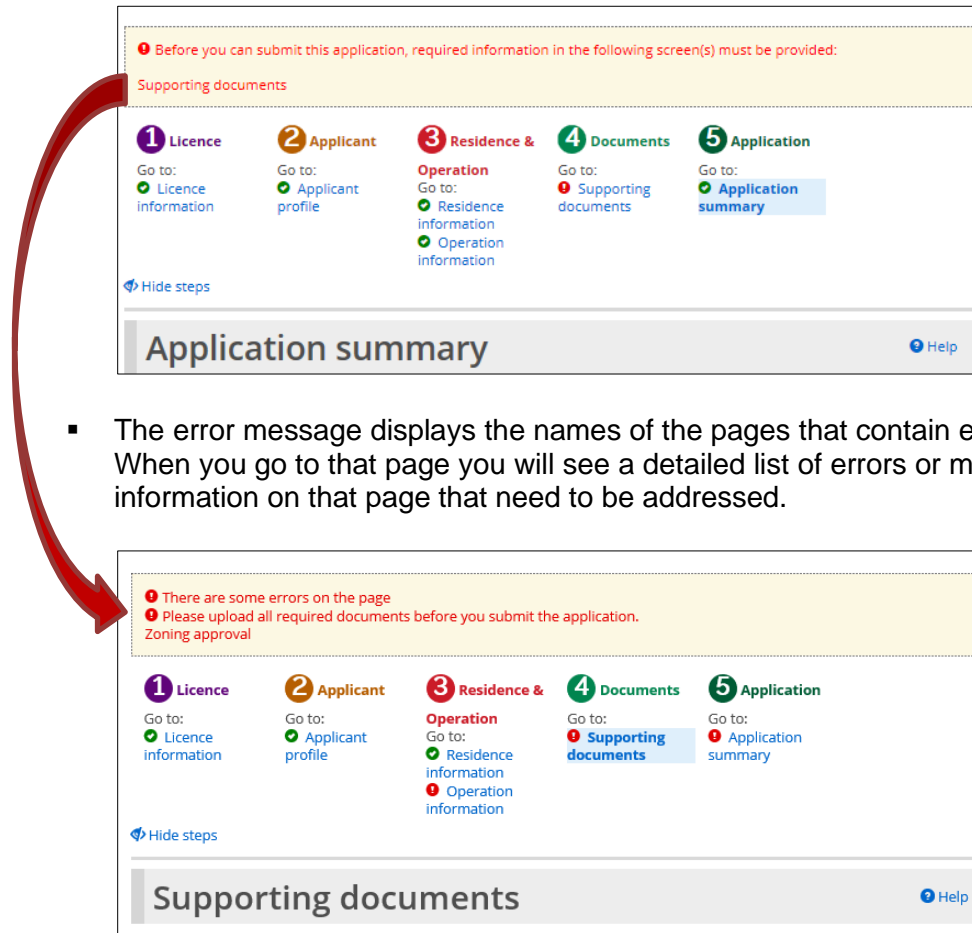 Before you can submit this application, required information in the following screen(s) must be provided:
Supporting documents
1 Licence
Go to:
Licence
information
2 Applicant
Go to:
Applicant
profile
3 Residence &
Operation
Go to:
Residence
information
Operation
information
4 Documents
Go to:
Supporting
documents
5 Application
Go to:
Application
summary
Hide steps
Application summary
Help
▪ The error message displays the names of the pages that contain e
When you go to that page you will see a detailed list of errors or m
information on that page that need to be addressed.
There are some errors on the page
Please upload all required documents before you submit the application.
Zoning approval
1 Licence
Go to:
Licence
information
2 Applicant
Go to:
Applicant
profile
3 Residence &
Operation
Go to:
Residence
information
Operation
information
4 Documents
Go to:
Supporting
documents
5 Application
Go to:
Application
summary
Hide steps
Supporting documents
Help